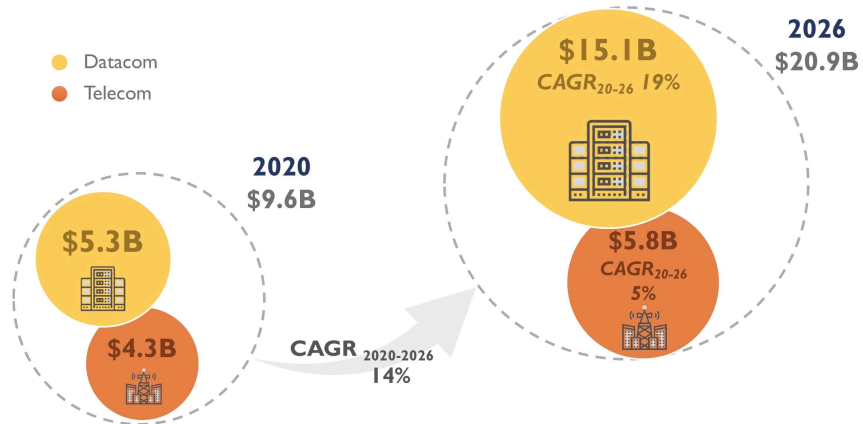 Datacom
Telecom
2020
$9.6B
$5.3B
$4.3B
CAGR 2020-2026
14%
2026
$20.9B
$15.1B
CAGR20-26 19%
$5.8B
CAGR20-26
5%